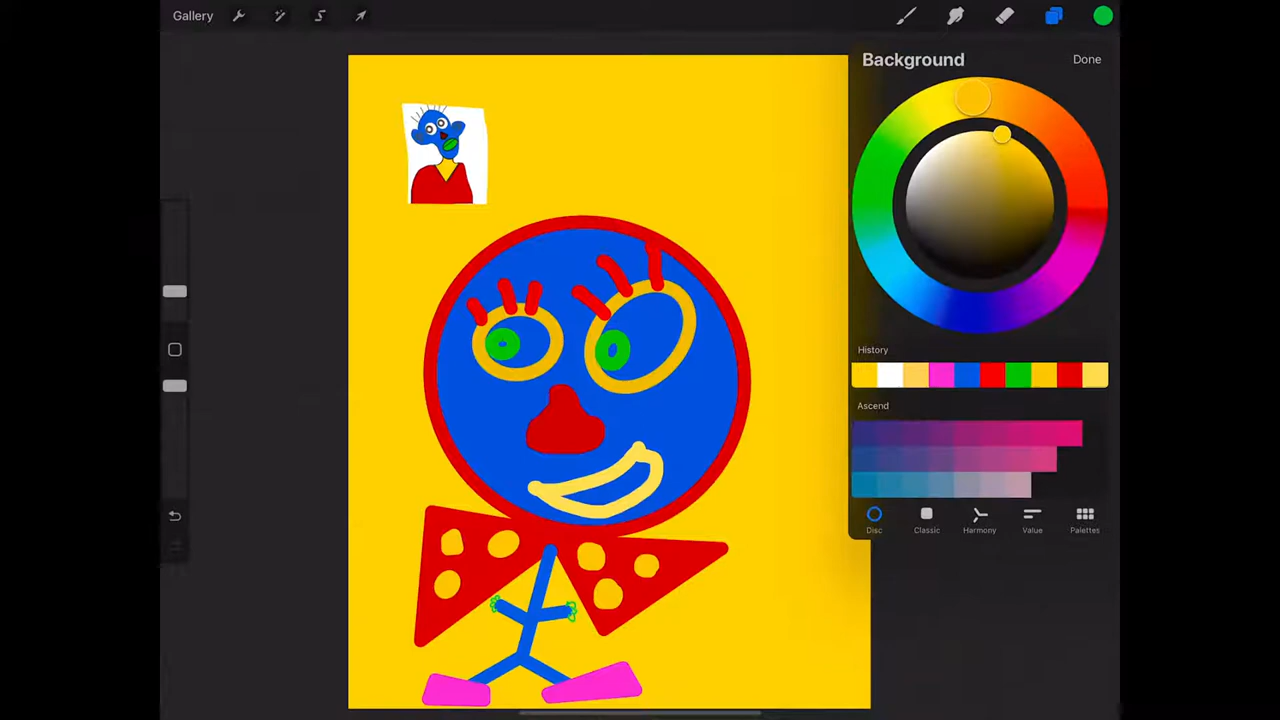 Gallery
Background Done
History
Ascend
Disc Classic Harmony Value Palettes